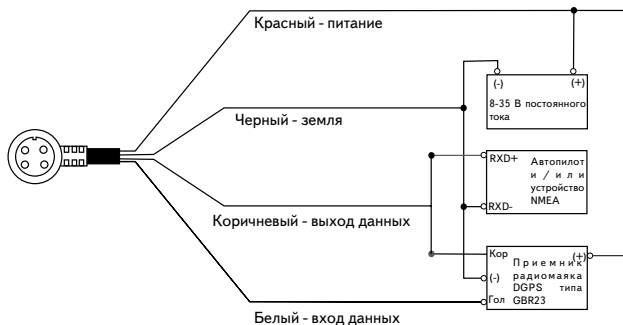 Красный - питание
(-)
(+)
8-35 В постоянного
тока
Черный - земля
RXD+
Автопилот
и / или
устройство
NMEA
RXD-
Коричневый - выход данных
Кор
(+)
Приемник
радиомаяка
(-)
DGPS типа
Гол
GBR23
Белый - вход данных